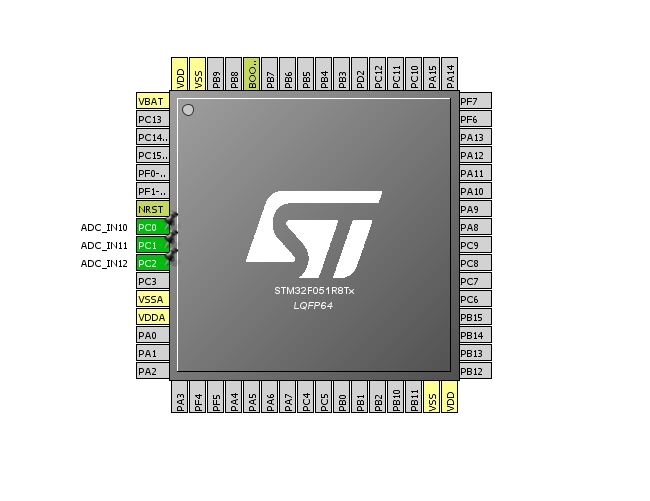 VDD
VSS
PB9
PB8
BOO..
PB7
PB6
PB5
PB4
PB3
PD2
PC12
PC11
PC10
PA15
PA14
VBAT
PC13
PC14..
PC15..
PF0-..
PF1-..
NRST
ADC_IN10 PC0
ADC_IN11 PC1
ADC_IN12 PC2
PC3
VSSA
VDDA
PA0
PA1
PA2
ST
STM32F051R8Tx
LQFP64
PF7
PF6
PA13
PA12
PA11
PA10
PA9
PA8
PC9
PC8
PC7
PC6
PB15
PB14
PB13
PB12
PA3
PF4
PF5
PA4
PA5
PA6
PA7
PC4
PC5
PB0
PB1
PB2
PB10
PB11
VSS
VDD